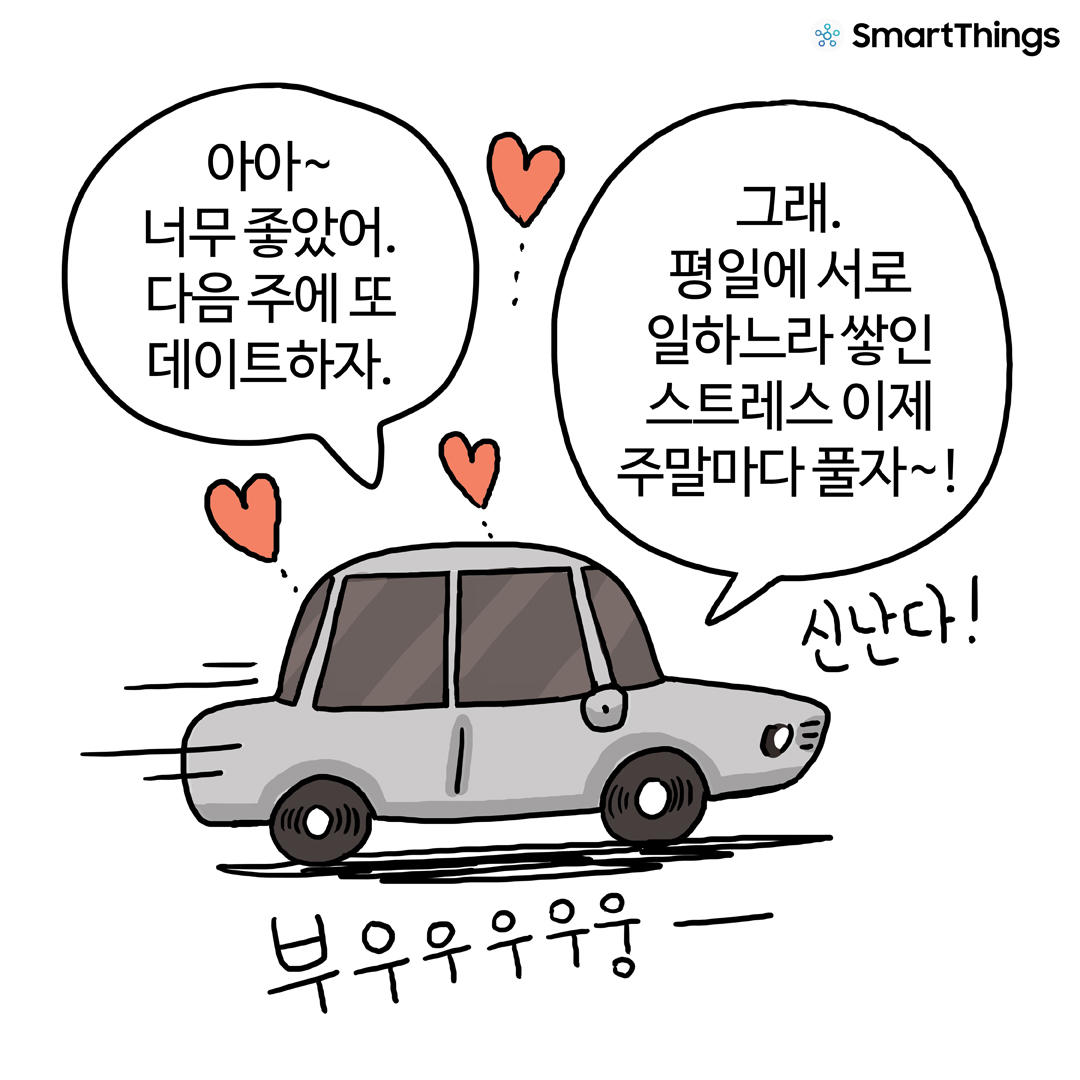 SmartThings
아아~
너무 좋았어.
다음 주에 또
데이트하자.
그래.
평일에 서로
일하느라 쌓인
스트레스 이제
주말마다 풀자~!
신난다!
부우우우우웅—